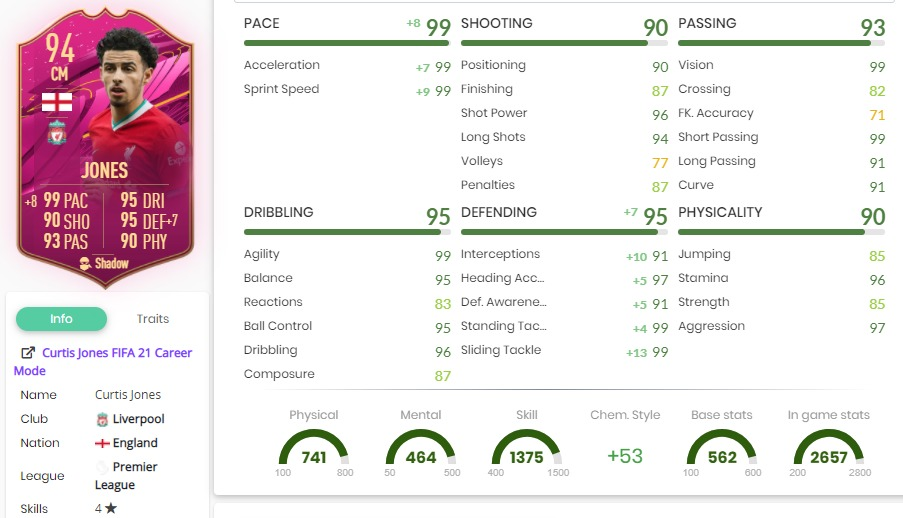 94
CM
JONES
+8 99 PAC 95 DRI
90 SHO 95 DEF+7
93 PAS 90 PHY
Shadow
Info Traits
Curtis Jones FIFA 21 Career
Mode
Name Curtis Jones
Club Liverpool
Nation England
League Premier
League
Skills 4★
PACE +8 99
Acceleration +7 99
Sprint Speed +9 99
SHOOTING 90
Positioning 90
Finishing 87
Shot Power 96
Long Shots 94
Volleys 77
Penalties 87
PASSING 93
Vision 99
Crossing 82
FK. Accuracy 71
Short Passing 99
Long Passing 91
Curve 91
DRIBBLING 95
Agility 99
Balance 95
Reactions 83
Ball Control 95
Dribbling 96
Composure 87
DEFENDING +7 95
Interceptions +10 91
Heading Acc... +5 97
Def. Awarene... +5 91
Standing Tac... +4 99
Sliding Tackle +13 99
PHYSICALITY 90
Jumping 85
Stamina 96
Strength 85
Aggression 97
Physical Mental Skill Chem. Style Base stats In game stats
741 464 1375 +53 562 2657
100 800 50 500 400 1500 100 600 200 2800